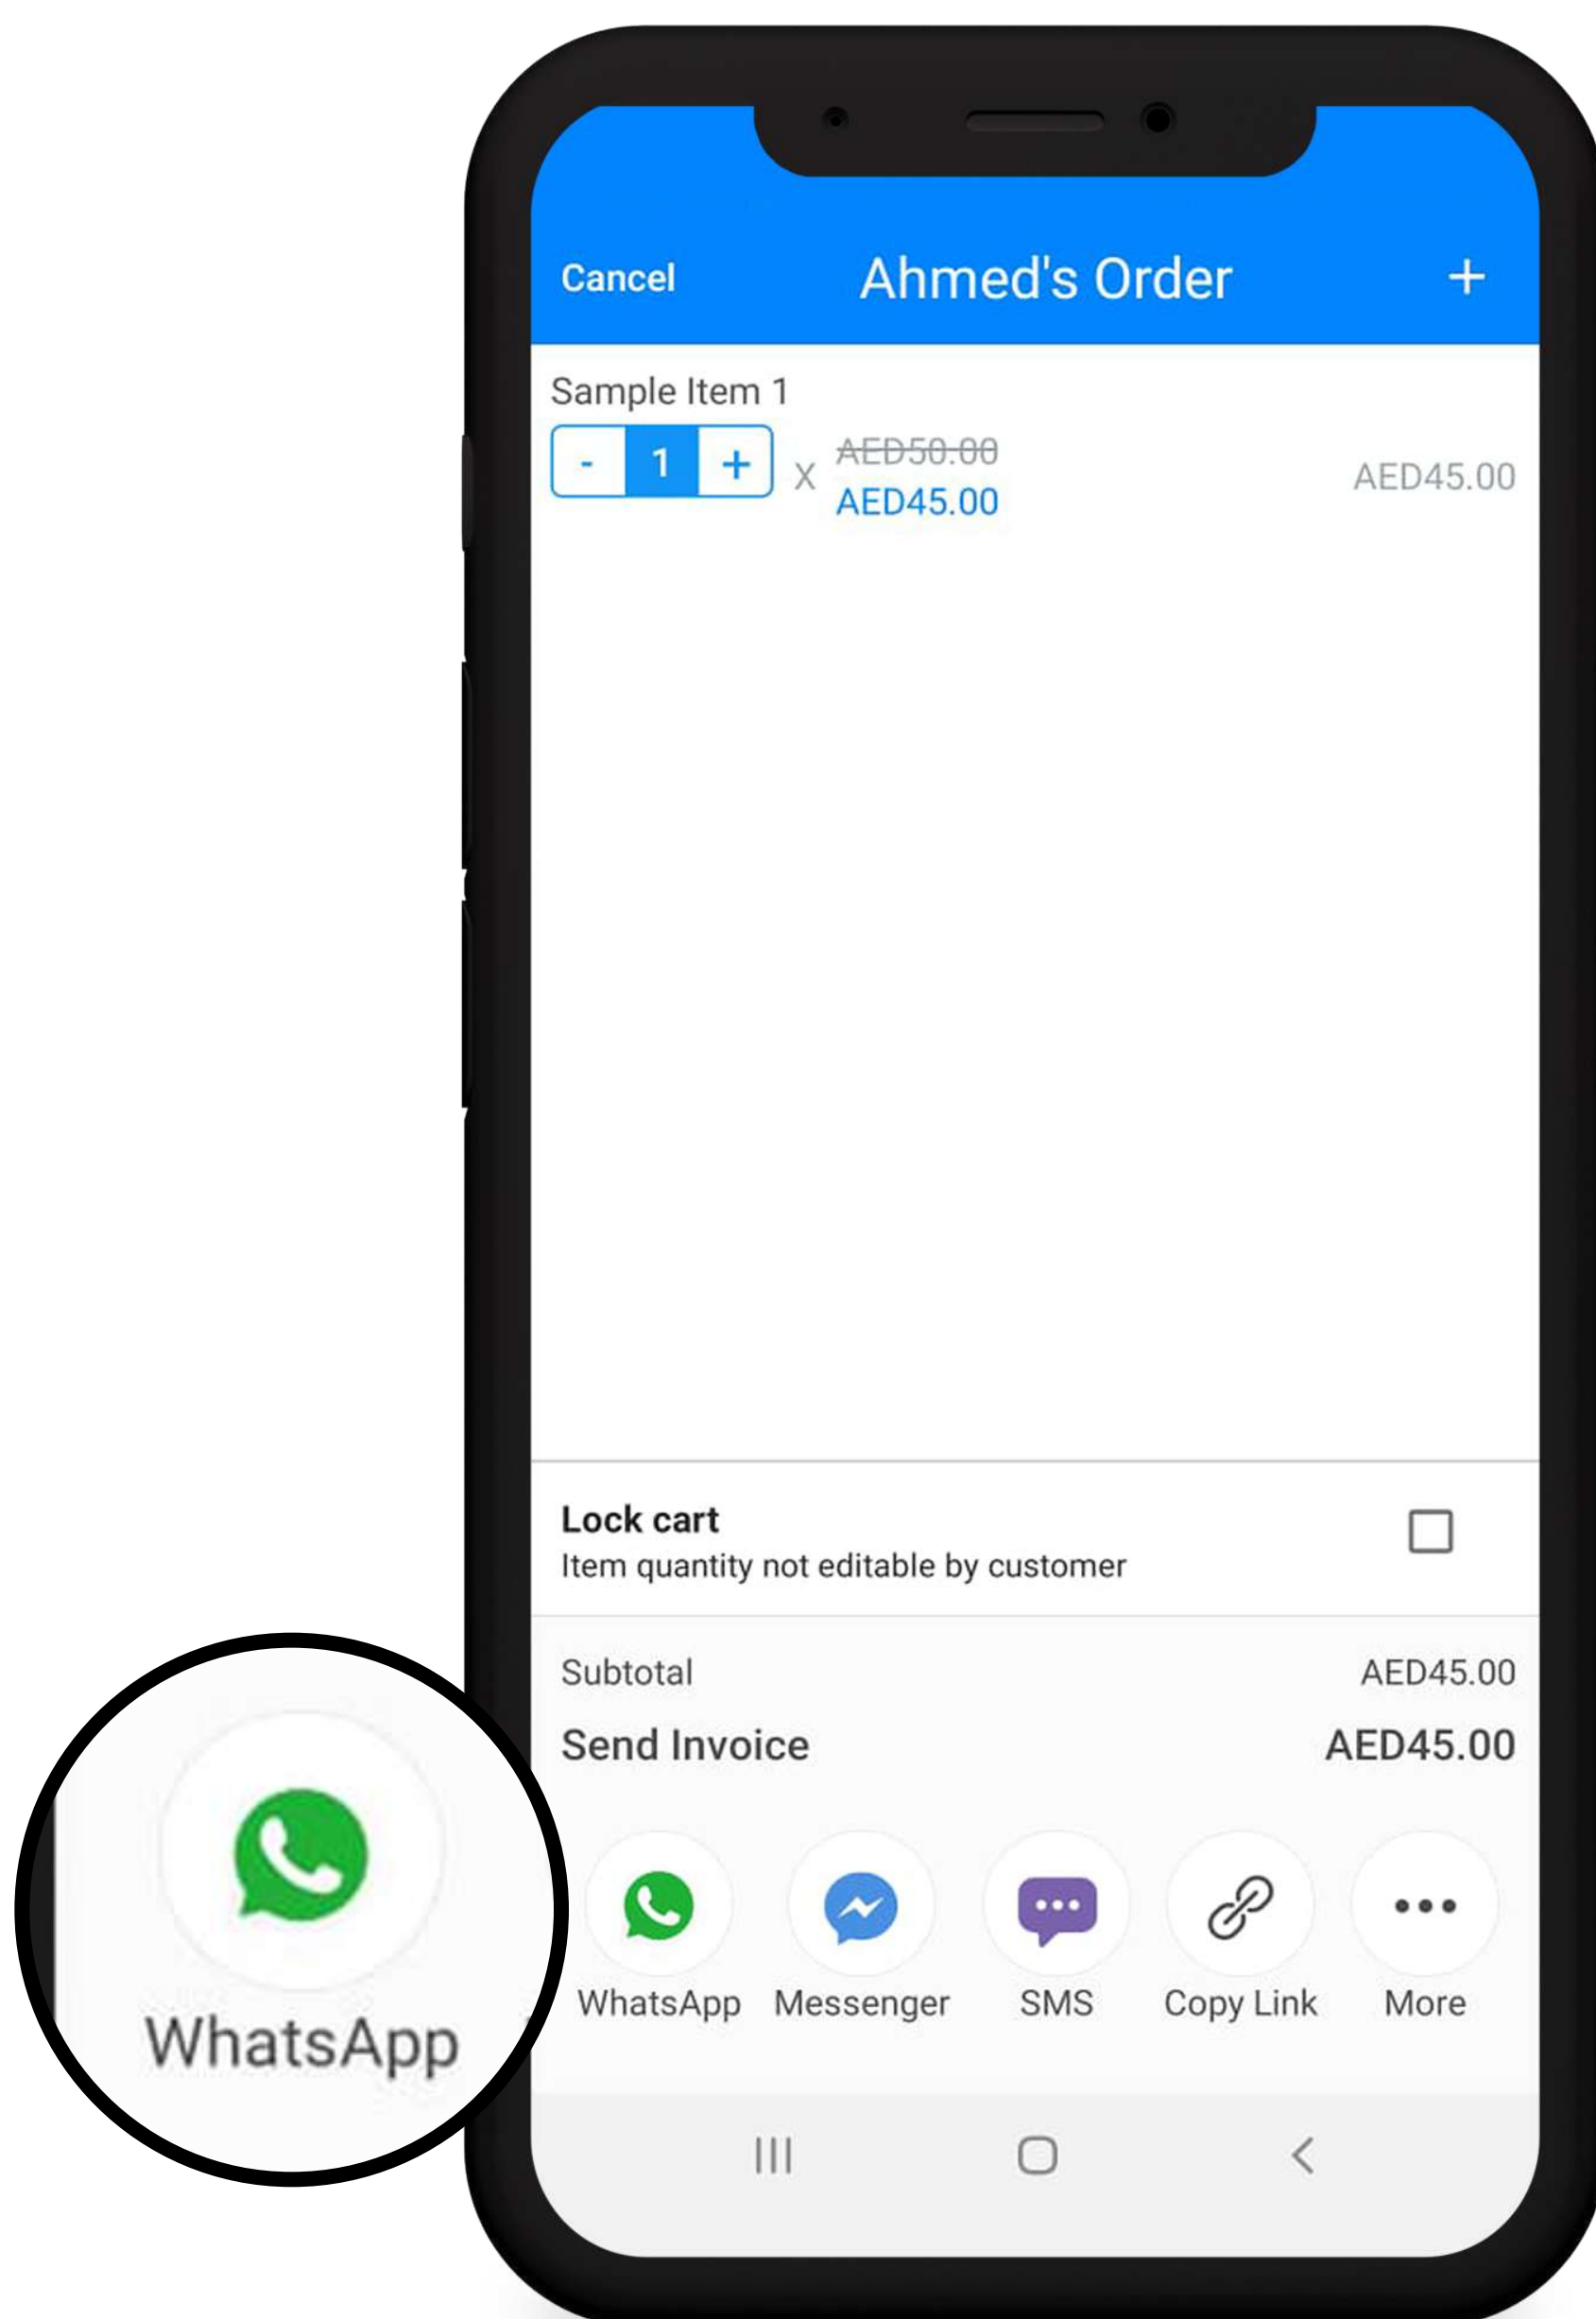 Cancel Ahmed's Order +
Sample Item 1
- 1 + X AED50.00 AED45.00
AED45.00
Lock cart
Item quantity not editable by customer
Subtotal AED45.00
Send Invoice AED45.00
WhatsApp Messenger SMS Copy Link More
WhatsApp